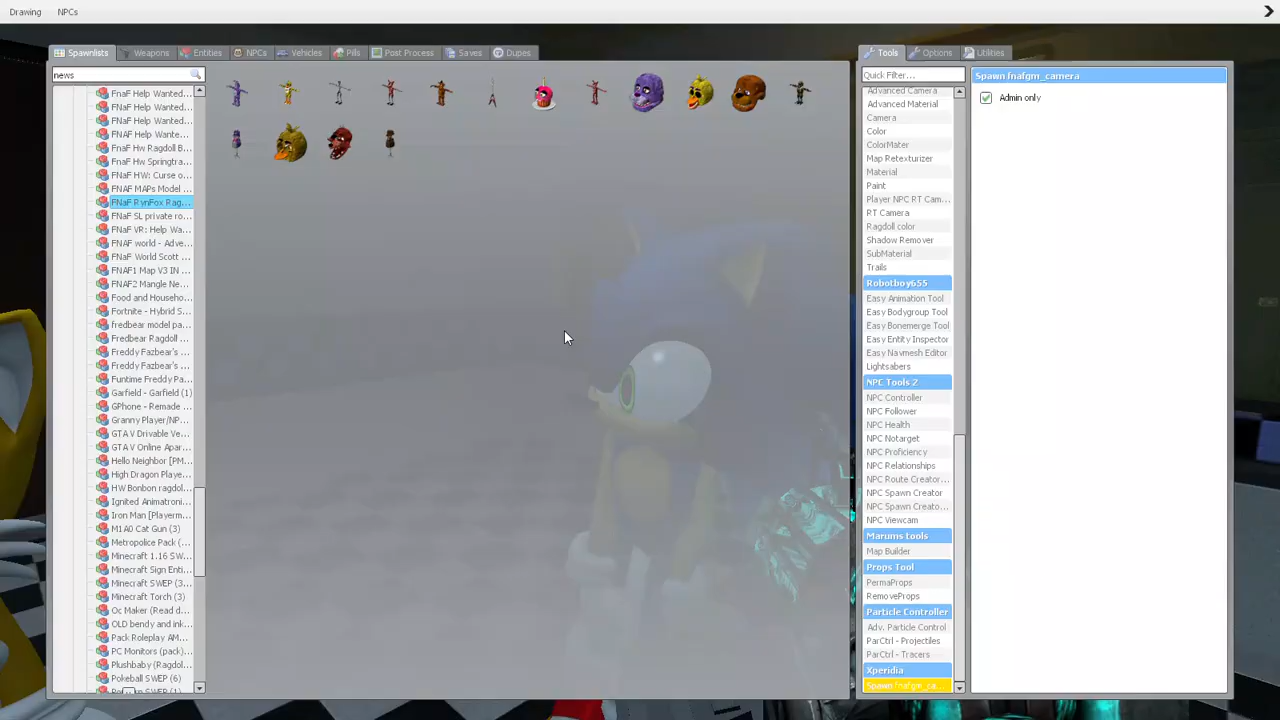 Drawing NPCs
Spawnlists Weapons Entities NPCs Vehicles Pills Post Process Saves Dupes
news
FnaF Help Wanted...
FNaF Help Wanted...
FNAF Help Wanted...
FNAF Help Wante...
FnaF Hw Ragdoll B...
Fnaf Hw Springtra...
FNAF HW: Curse o...
FNAF MAPs Model ...
FNaF RynFox Rag...
FNaF SL private ro...
FNaF VR: Help Wa...
FNAF world - Adve...
FNaF World Scott ...
FNAF1 Map V3 IN ...
FNAF2 Mangle Ne...
Food and Househo...
Fortnite - Hybrid S...
fredbear model pa...
Fredbear Ragdoll ...
Freddy Fazbear's ...
Freddy Fazbear's ...
Funtime Freddy Pa...
Garfield - Garfield (1)
GPhone - Remade ...
Granny Player/NP...
GTA V Drivable Ve...
GTA V Online Apar...
Hello Neighbor [PM...
High Dragon Playe...
HW Bonbon ragdol...
Ignited Animatroni...
Iron Man [Playerm...
M1A0 Cat Gun (3)
Metropolice Pack (...
Minecraft 1.16 SW...
Minecraft Sign Enti...
Minecraft SWEP (3...
Minecraft Torch (3)
Oc Maker (Read d...
OLD bendy and ink...
Pack Roleplay AM...
PC Monitors (pack)...
Plushbaby (Ragdol...
Pokeball SWEP (6)
Tools Options Utilities
Quick Filter...
Advanced Camera
Advanced Material
Camera
Color
ColorMater
Map Retexturizer
Material
Paint
Player NPC RT Cam...
RT Camera
Ragdoll color
Shadow Remover
SubMaterial
Trails
Robotboy655
Easy Animation Tool
Easy Bodygroup Tool
Easy Bonemerge Tool
Easy Entity Inspector
Easy Navmesh Editor
Lightsabers
NPC Tools 2
NPC Controller
NPC Follower
NPC Health
NPC Notarget
NPC Proficiency
NPC Relationships
NPC Route Creator...
NPC Spawn Creator
NPC Spawn Creato...
NPC Viewcam
Marums tools
Map Builder
Props Tool
PermaProps
RemoveProps
Particle Controller
Adv. Particle Control
ParCtrl - Projectiles
ParCtrl - Tracers
Xperidia
Spawn fnafgm_ca...
Spawn fnafgm_camera
Admin only